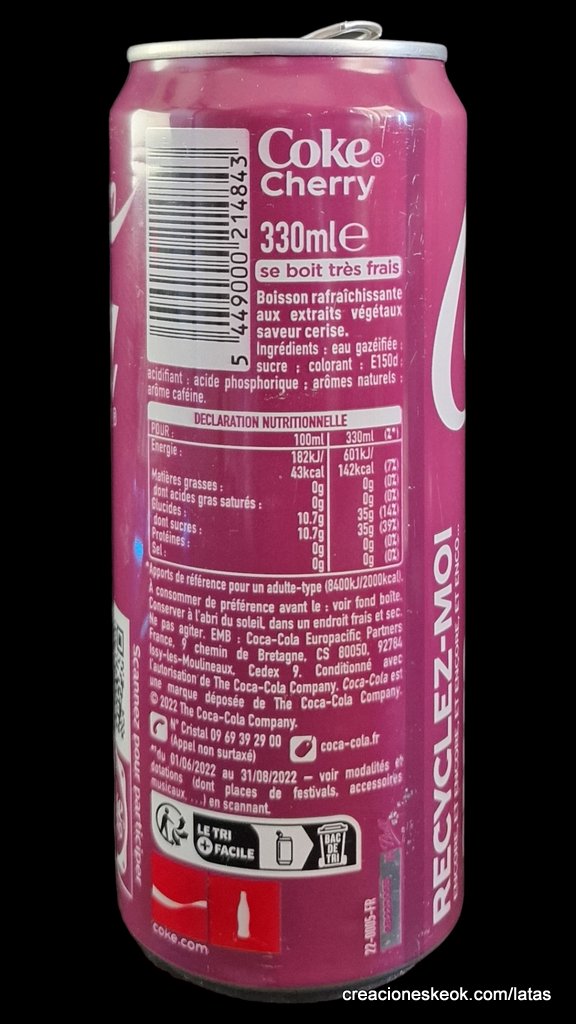 Coke®
Cherry
330ml e
se boit très frais
Boisson rafraîchissante
aux extraits végétaux
saveur cerise.
Ingrédients : eau gazéifiée ;
sucre ; colorant : E150d ;
acidifiant : acide phosphorique ; arômes naturels ;
arôme caféine.
5 449000 214843
DECLARATION NUTRITIONNELLE
POUR : 100ml 330ml (%*)
Energie : 182kJ/ 601kJ/
43kcal 142kcal (7%)
Matières grasses : 0g 0g (0%)
dont acides gras saturés : 0g 0g (0%)
Glucides : 10.7g 35g (14%)
dont sucres : 10.7g 35g (39%)
Protéines : 0g 0g (0%)
Sel : 0g 0g (0%)
*Apports de référence pour un adulte-type (8400kJ/2000kcal).
A consommer de préférence avant le : voir fond boîte.
Conserver à l'abri du soleil, dans un endroit frais et sec.
Ne pas agiter. EMB : Coca-Cola Europacific Partners
France, 9 chemin de Bretagne, CS 80050, 92784
Issy-les-Moulineaux, Cedex 9. Conditionné avec
l'autorisation de The Coca-Cola Company. Coca-Cola est
une marque déposée de The Coca-Cola Company.
© 2022 The Coca-Cola Company.
N° Cristal 09 69 39 29 00
(Appel non surtaxé)
coca-cola.fr
**du 01/06/2022 au 31/08/2022 – voir modalités et
dotations (dont places de festivals, accessoires
musicaux, ...) en scannant.
Scannez pour participer
LE TRI
+ FACILE
BAC
DE
TRI
coke.com
22-0005-FR
RECYCLEZ-MOI
ENCORE, ET ENCORE, ET ENCORE, ET ENCO...
creacioneskeok.com/latas